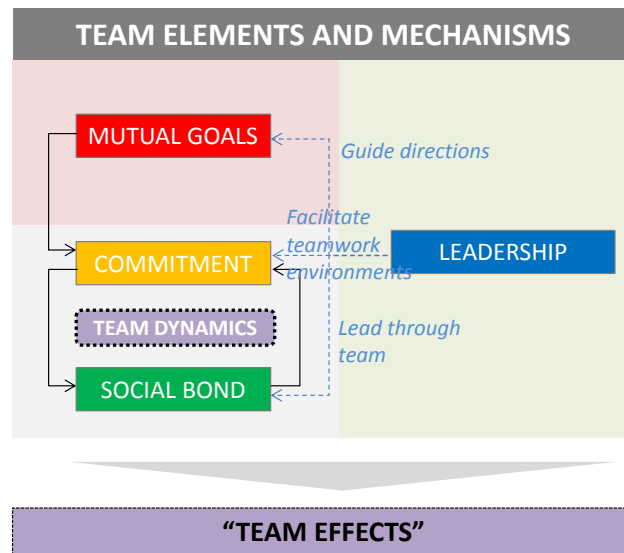 TEAM ELEMENTS AND MECHANISMS
MUTUAL GOALS
Guide directions
Facilitate
teamwork
environments
LEADERSHIP
COMMITMENT
TEAM DYNAMICS
Lead through
team
SOCIAL BOND
“TEAM EFFECTS”